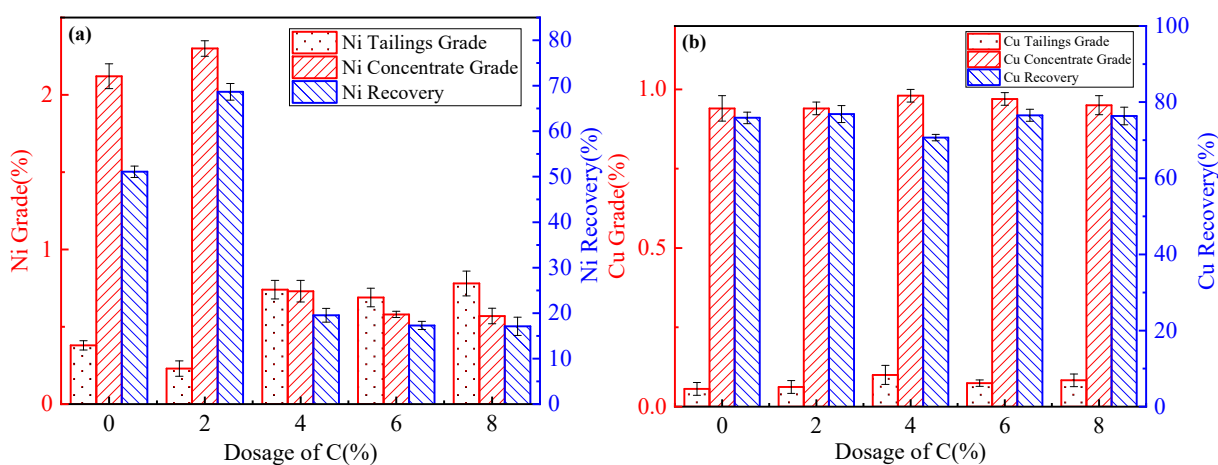 (a)
Ni Tailings Grade
Ni Concentrate Grade
Ni Recovery
Ni Grade(%)
0
1
2
Ni Recovery(%)
0
10
20
30
40
50
60
70
80
0 2 4 6 8
Dosage of C(%)
(b)
Cu Tailings Grade
Cu Concentrate Grade
Cu Recovery
Cu Grade(%)
0.0
0.5
1.0
Cu Recovery(%)
0
20
40
60
80
100
0 2 4 6 8
Dosage of C(%)